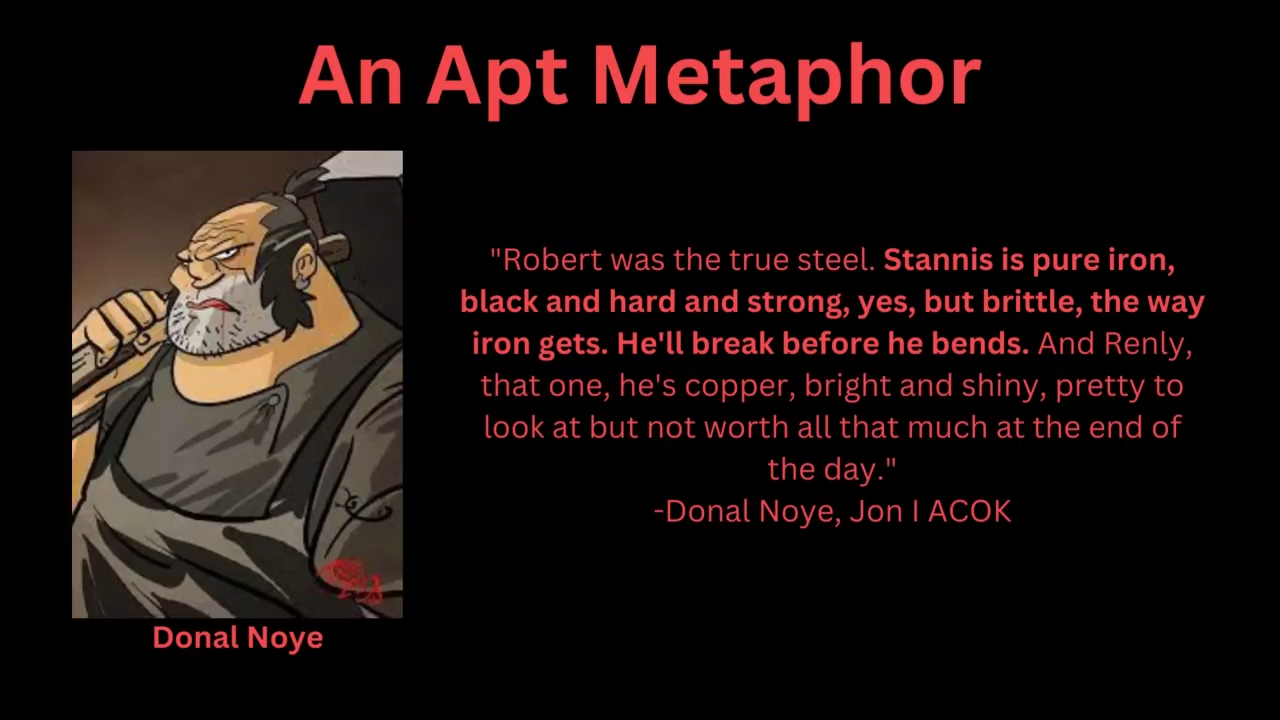 An Apt Metaphor
"Robert was the true steel. Stannis is pure iron,
black and hard and strong, yes, but brittle, the way
iron gets. He'll break before he bends. And Renly,
that one, he's copper, bright and shiny, pretty to
look at but not worth all that much at the end of
the day."
-Donal Noye, Jon I ACOK
Donal Noye